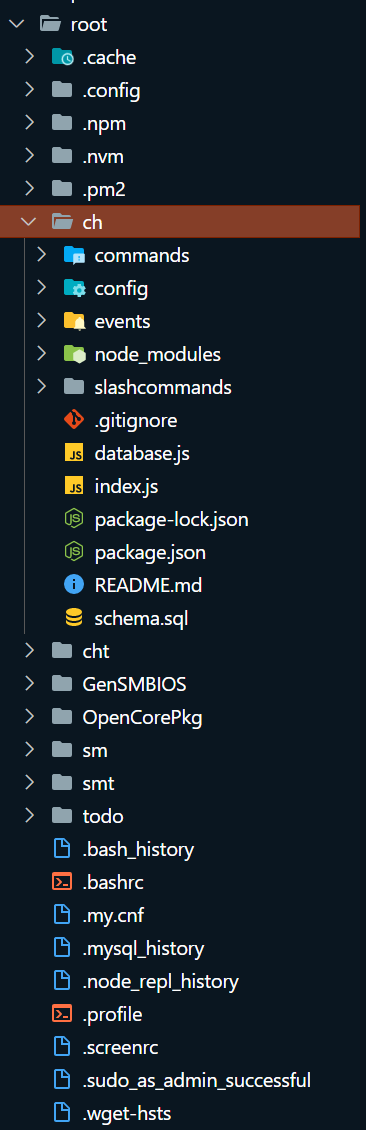 root
.cache
.config
.npm
.nvm
.pm2
ch
commands
config
events
node_modules
slashcommands
.gitignore
database.js
index.js
package-lock.json
package.json
README.md
schema.sql
cht
GenSMBIOS
OpenCorePkg
sm
smt
todo
.bash_history
.bashrc
.my.cnf
.mysql_history
.node_repl_history
.profile
.screenrc
.sudo_as_admin_successful
.wget-hsts